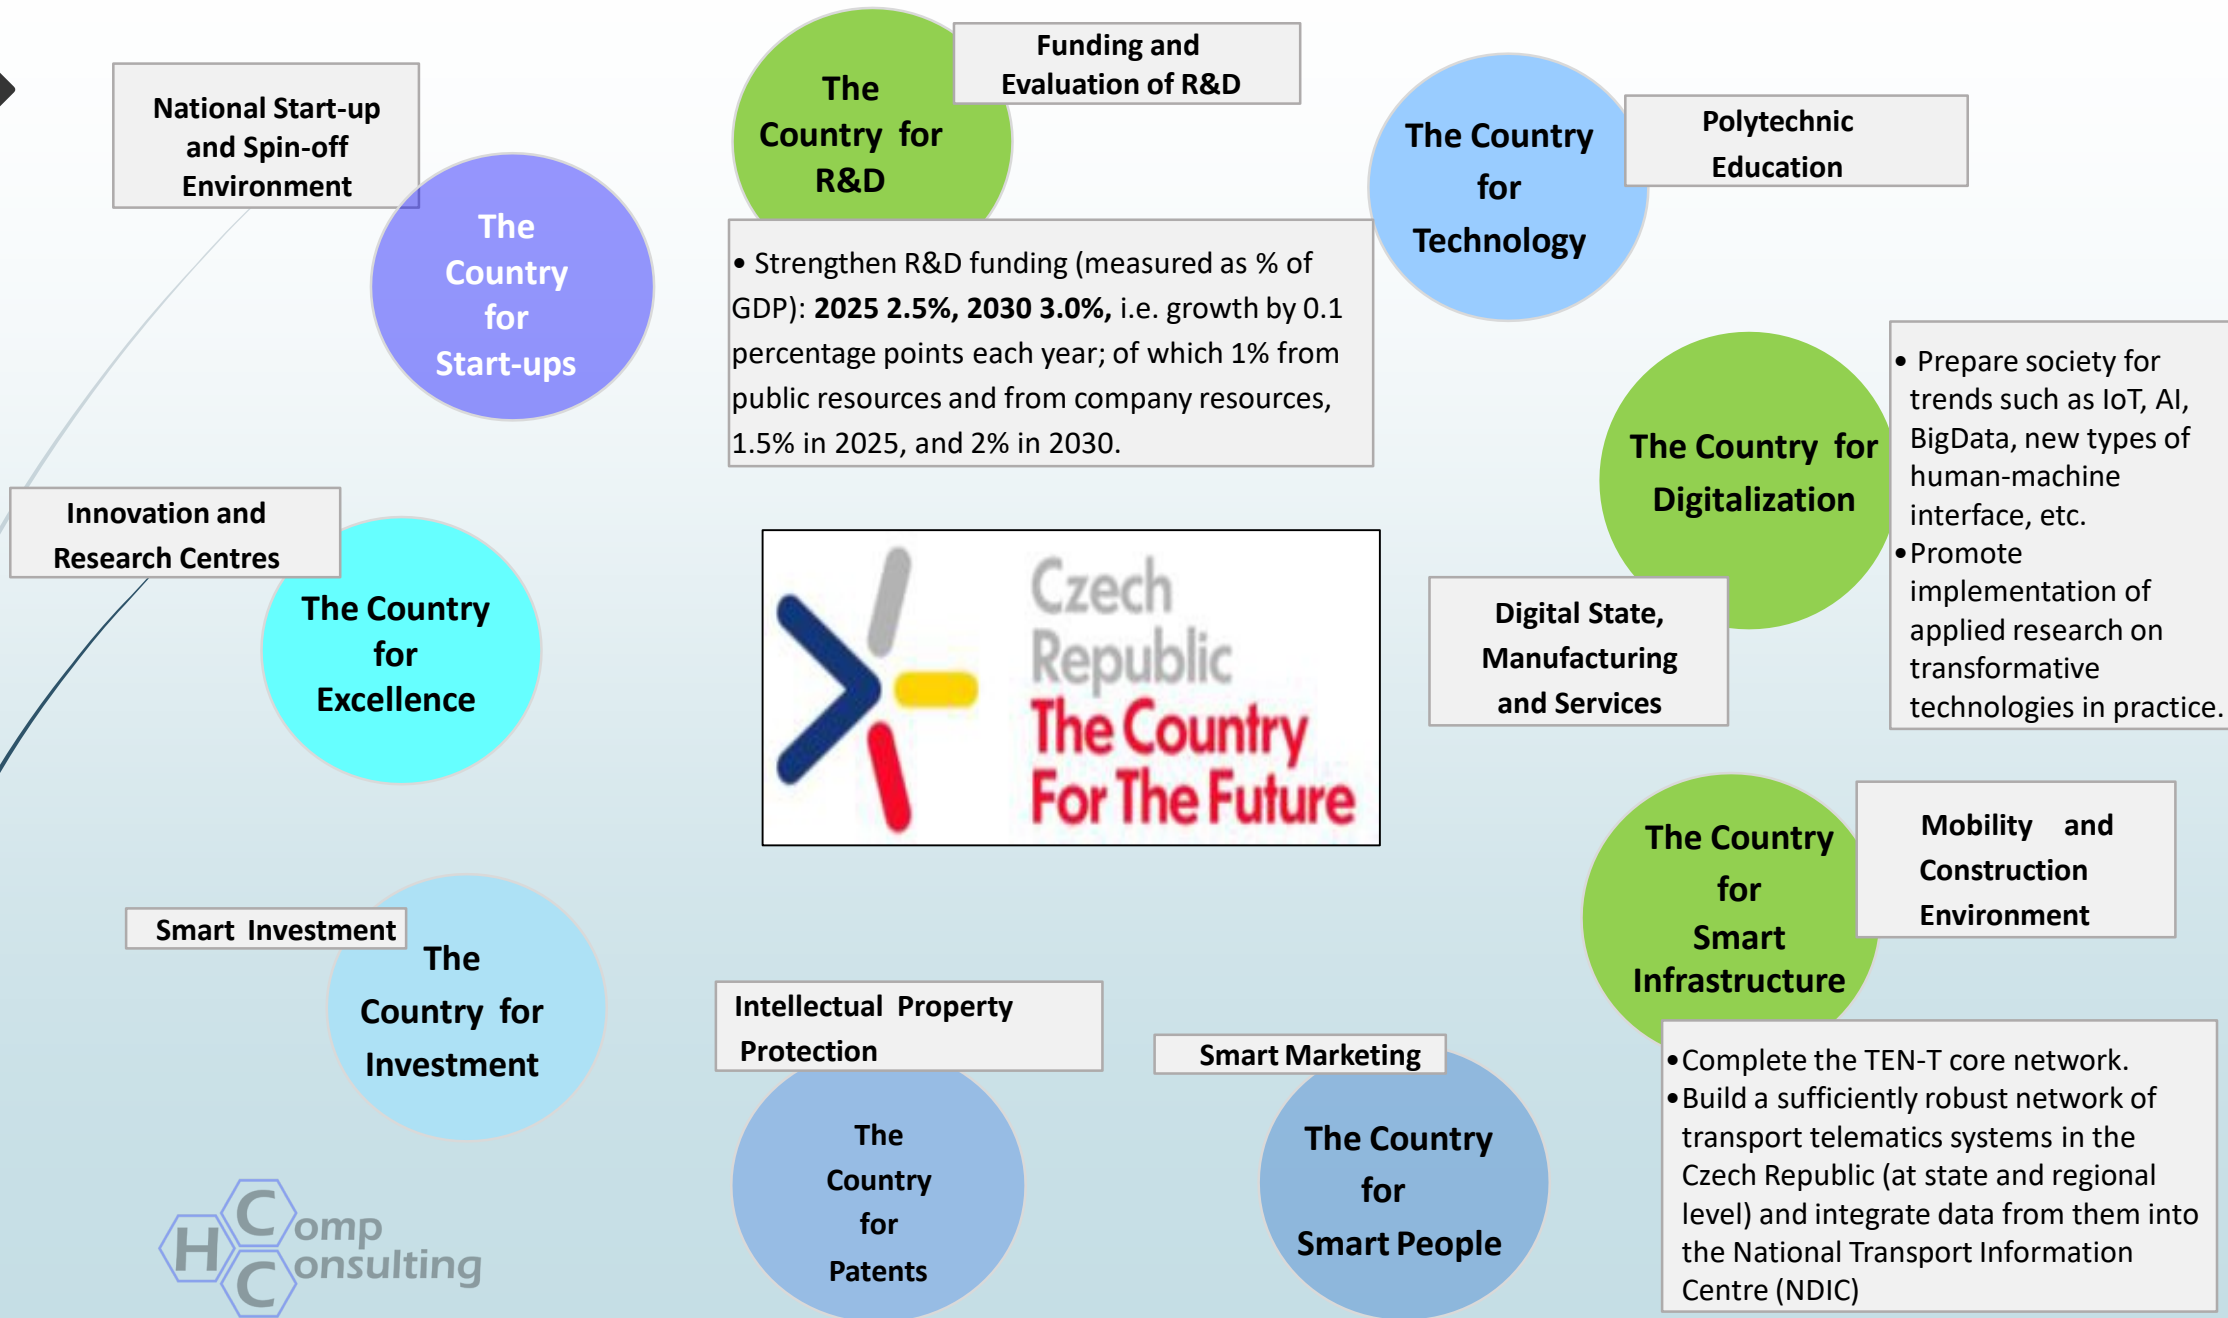 National Start-up
and Spin-off
Environment
The
Country
for
Start-ups
The
Country for
R&D
Funding and
Evaluation of R&D
• Strengthen R&D funding (measured as % of
GDP): 2025 2.5%, 2030 3.0%, i.e. growth by 0.1
percentage points each year; of which 1% from
public resources and from company resources,
1.5% in 2025, and 2% in 2030.
The Country
for
Technology
Polytechnic
Education
The Country for
Digitalization
• Prepare society for
trends such as IoT, AI,
BigData, new types of
human-machine
interface, etc.
•Promote
implementation of
applied research on
transformative
technologies in practice.
Digital State,
Manufacturing
and Services
Innovation and
Research Centres
The Country
for
Excellence
Czech
Republic
The Country
For The Future
The Country
for
Smart
Infrastructure
Mobility and
Construction
Environment
•Complete the TEN-T core network.
•Build a sufficiently robust network of
transport telematics systems in the
Czech Republic (at state and regional
level) and integrate data from them into
the National Transport Information
Centre (NDIC)
Smart Investment
The
Country for
Investment
Intellectual Property
Protection
The
Country
for
Patents
Smart Marketing
The Country
for
Smart People
H Comp
Consulting